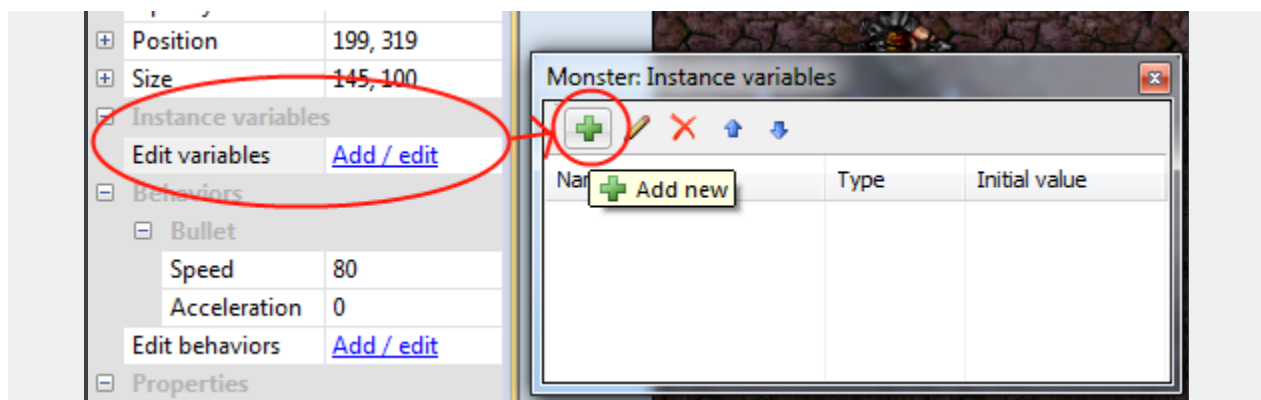 Position 199, 319
Size 145, 100
Instance variables
Edit variables Add / edit
Behaviors
Bullet
Speed 80
Acceleration 0
Edit behaviors Add / edit
Properties
Monster: Instance variables
Type Initial value
Add new